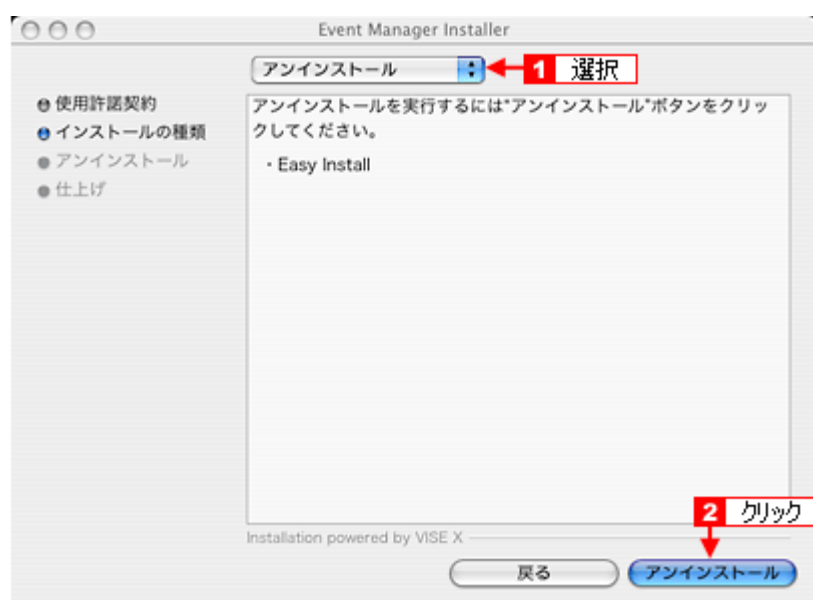 Event Manager Installer
アンインストール
1 選択
使用許諾契約
インストールの種類
アンインストール
仕上げ
アンインストールを実行するには"アンインストール"ボタンをクリッ
クしてください。
・Easy Install
2 クリック
Installation powered by VISE X
戻る
アンインストール